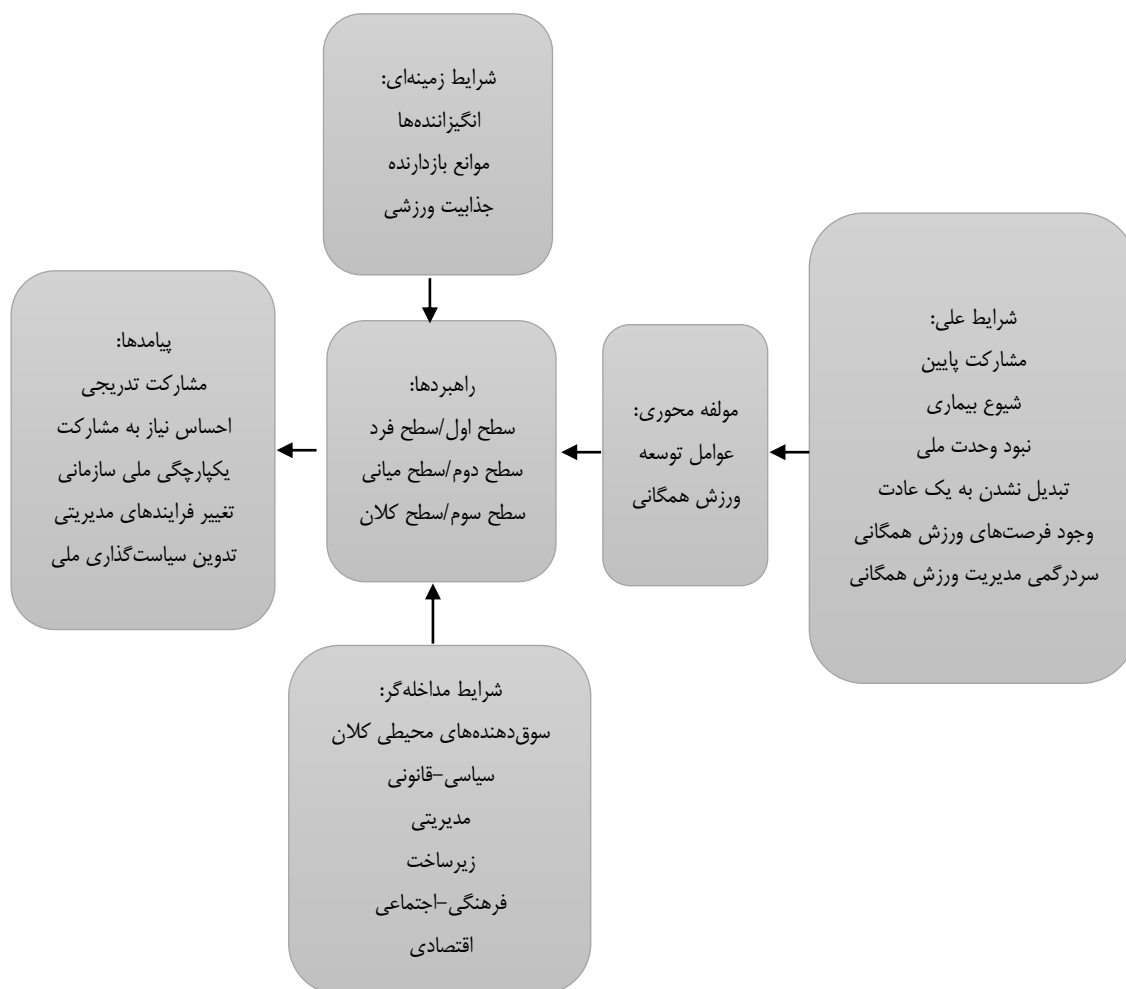 شرایط زمینه‌ای:
انگیزاننده‌ها
موانع بازدارنده
جذابیت ورزشی
شرایط علی:
مشارکت پایین
شیوع بیماری
نبود وحدت ملی
تبدیل نشدن به یک عادت
وجود فرصت‌های ورزش همگانی
سردرگمی مدیریت ورزش همگانی
مولفه محوری:
عوامل توسعه
ورزش همگانی
راهبردها:
سطح اول/سطح فرد
سطح دوم/سطح میانی
سطح سوم/سطح کلان
پیامدها:
مشارکت تدریجی
احساس نیاز به مشارکت
یکپارچگی ملی سازمانی
تغییر فرایندهای مدیریتی
تدوین سیاست‌گذاری ملی
شرایط مداخله‌گر:
سوق‌دهنده‌های محیطی کلان
سیاسی–قانونی
مدیریتی
زیرساخت
فرهنگی–اجتماعی
اقتصادی